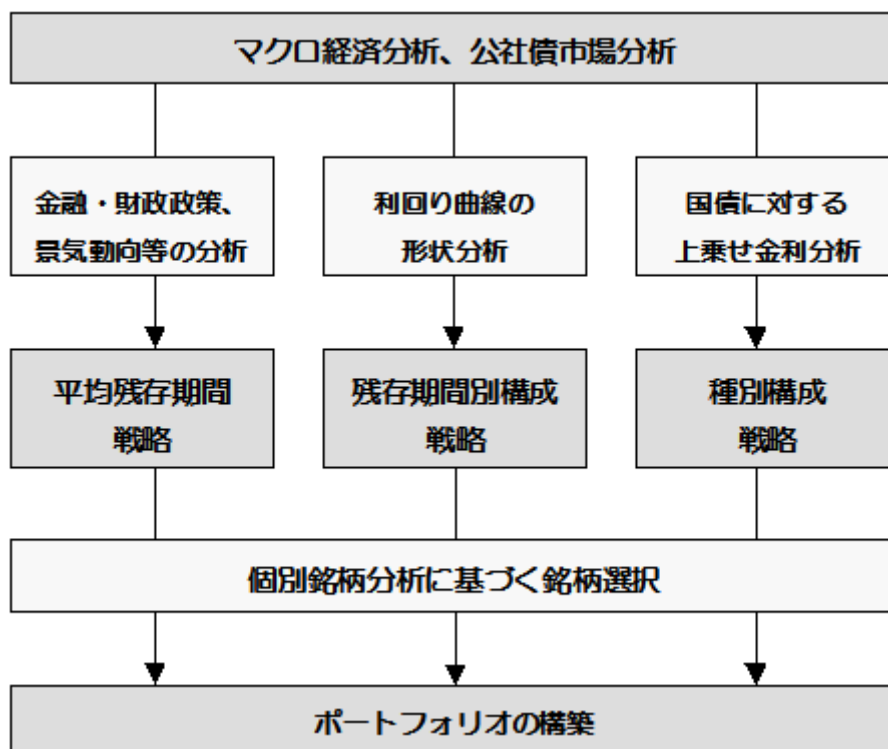 マクロ経済分析、公社債市場分析
金融・財政政策、
景気動向等の分析
利回り曲線の
形状分析
国債に対する
上乗せ金利分析
平均残存期間
戦略
残存期間別構成
戦略
種別構成
戦略
個別銘柄分析に基づく銘柄選択
ポートフォリオの構築